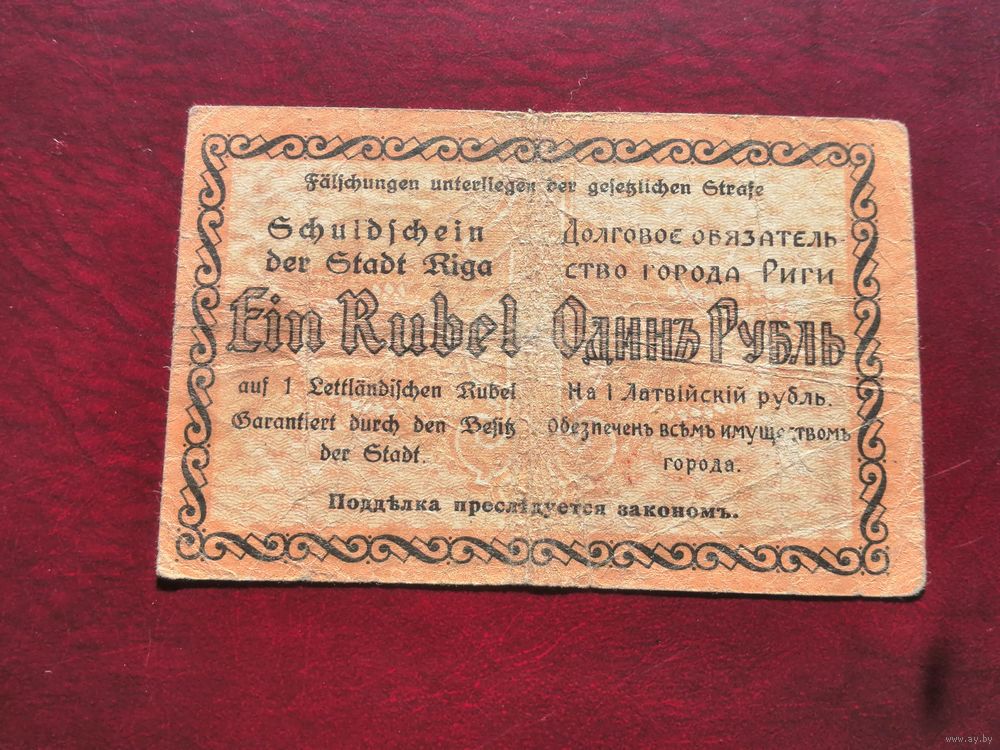 Fälschungen unterliegen der gesetzlichen Strafe
Schuldschein
der Stadt Riga
Ein Rubel
auf 1 Lettländischen Rubel
Garantiert durch den Besitz
der Stadt.
Долговое обязатель-
ство города Риги
Одинъ Рубль
На 1 Латвійскій рубль.
Обезпеченъ всѣмъ имуществомъ
города.
Поддѣлка преслѣдуется закономъ.
www.ay.by